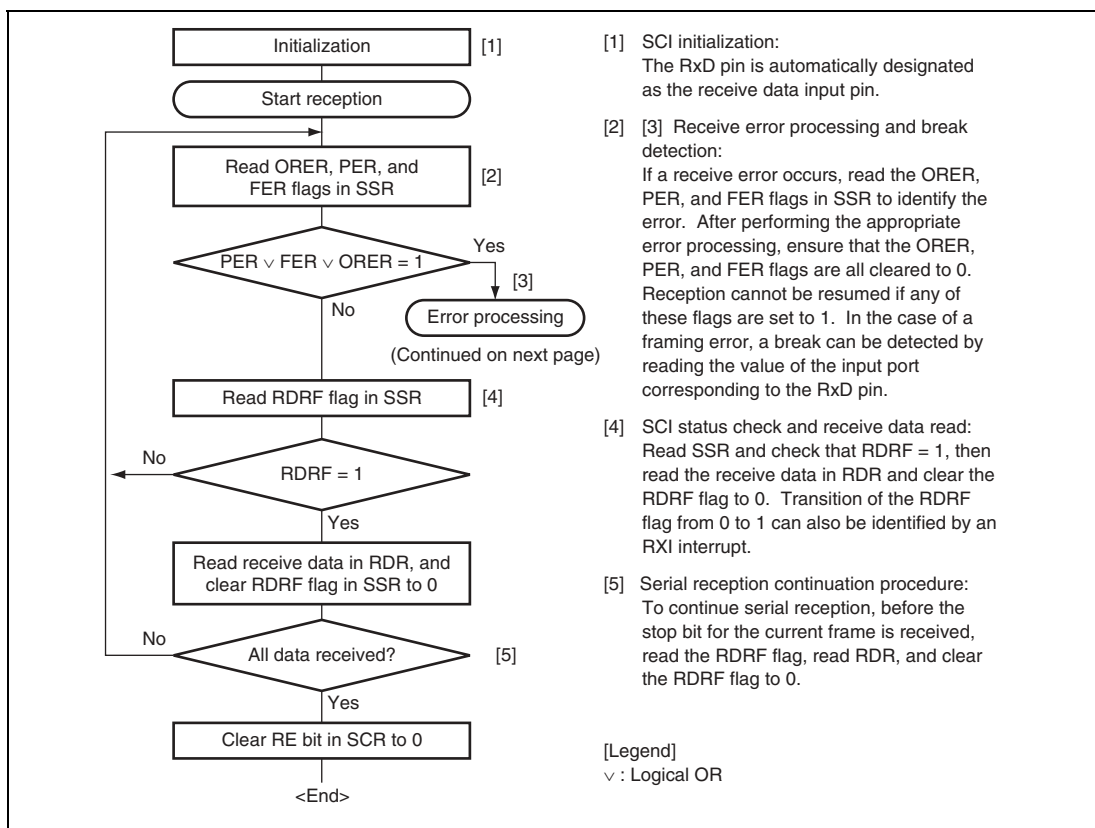 Initialization
[1]
Start reception
Read ORER, PER, and
FER flags in SSR
[2]
PER ∨ FER ∨ ORER = 1
Yes
[3]
No
Error processing
(Continued on next page)
Read RDRF flag in SSR
[4]
No
RDRF = 1
Yes
Read receive data in RDR, and
clear RDRF flag in SSR to 0
No
All data received?
[5]
Yes
Clear RE bit in SCR to 0
<End>
[1] SCI initialization:
The RxD pin is automatically designated
as the receive data input pin.
[2] [3] Receive error processing and break
detection:
If a receive error occurs, read the ORER,
PER, and FER flags in SSR to identify the
error. After performing the appropriate
error processing, ensure that the ORER,
PER, and FER flags are all cleared to 0.
Reception cannot be resumed if any of
these flags are set to 1. In the case of a
framing error, a break can be detected by
reading the value of the input port
corresponding to the RxD pin.
[4] SCI status check and receive data read:
Read SSR and check that RDRF = 1, then
read the receive data in RDR and clear the
RDRF flag to 0. Transition of the RDRF
flag from 0 to 1 can also be identified by an
RXI interrupt.
[5] Serial reception continuation procedure:
To continue serial reception, before the
stop bit for the current frame is received,
read the RDRF flag, read RDR, and clear
the RDRF flag to 0.
[Legend]
∨ : Logical OR